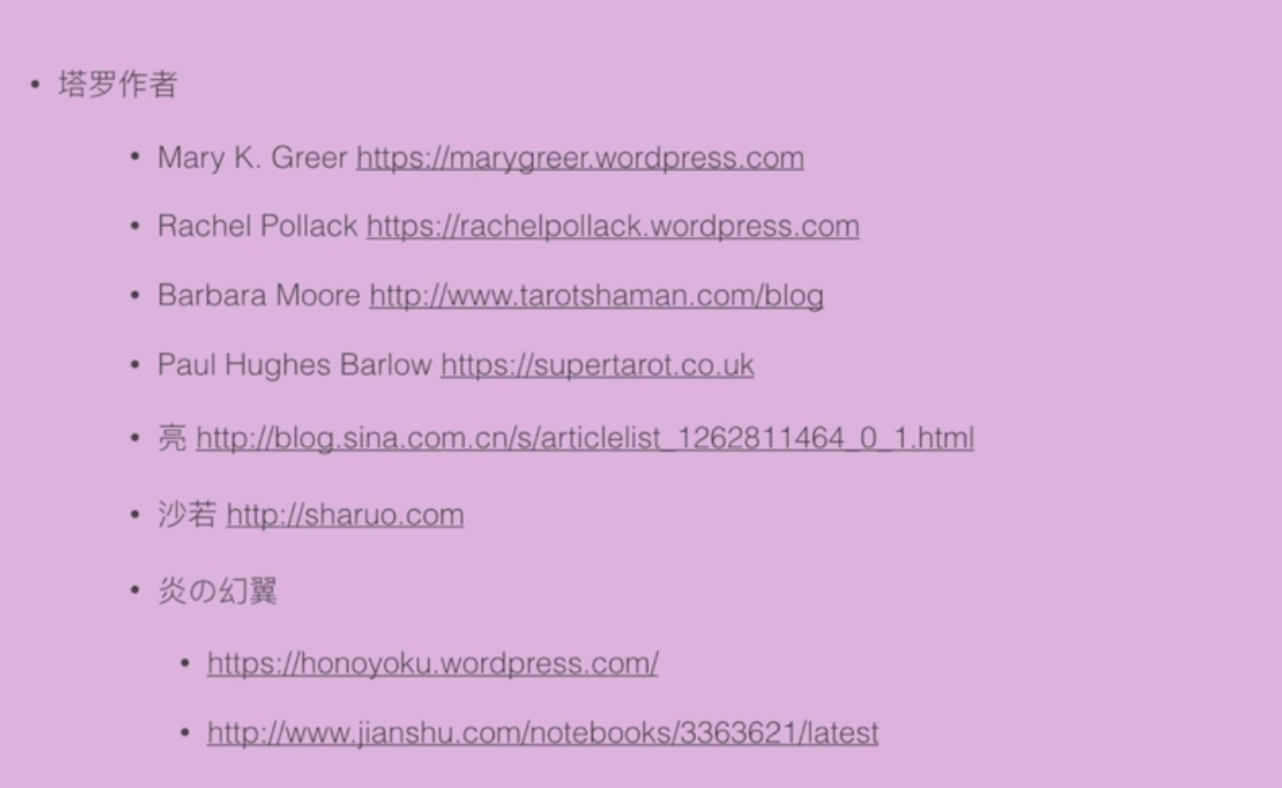 • 塔罗作者
• Mary K. Greer https://marygreer.wordpress.com
• Rachel Pollack https://rachelpollack.wordpress.com
• Barbara Moore http://www.tarotshaman.com/blog
• Paul Hughes Barlow https://supertarot.co.uk
• 亮 http://blog.sina.com.cn/s/articlelist_1262811464_0_1.html
• 沙若 http://sharuo.com
• 炎の幻翼
• https://honoyoku.wordpress.com/
• http://www.jianshu.com/notebooks/3363621/latest